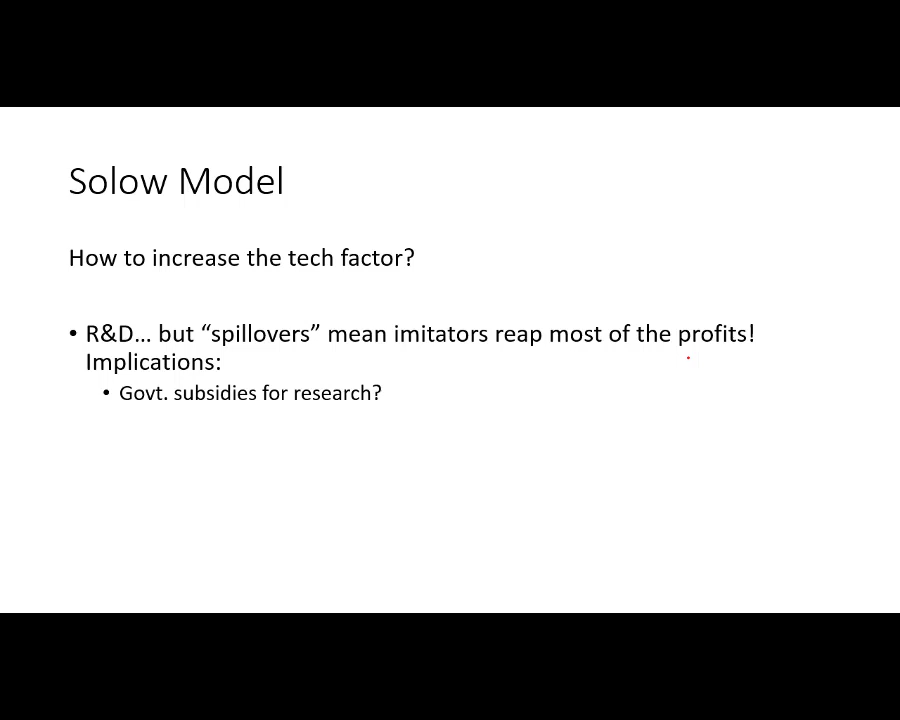 Solow Model
How to increase the tech factor?
• R&D… but “spillovers” mean imitators reap most of the profits!
Implications:
• Govt. subsidies for research?